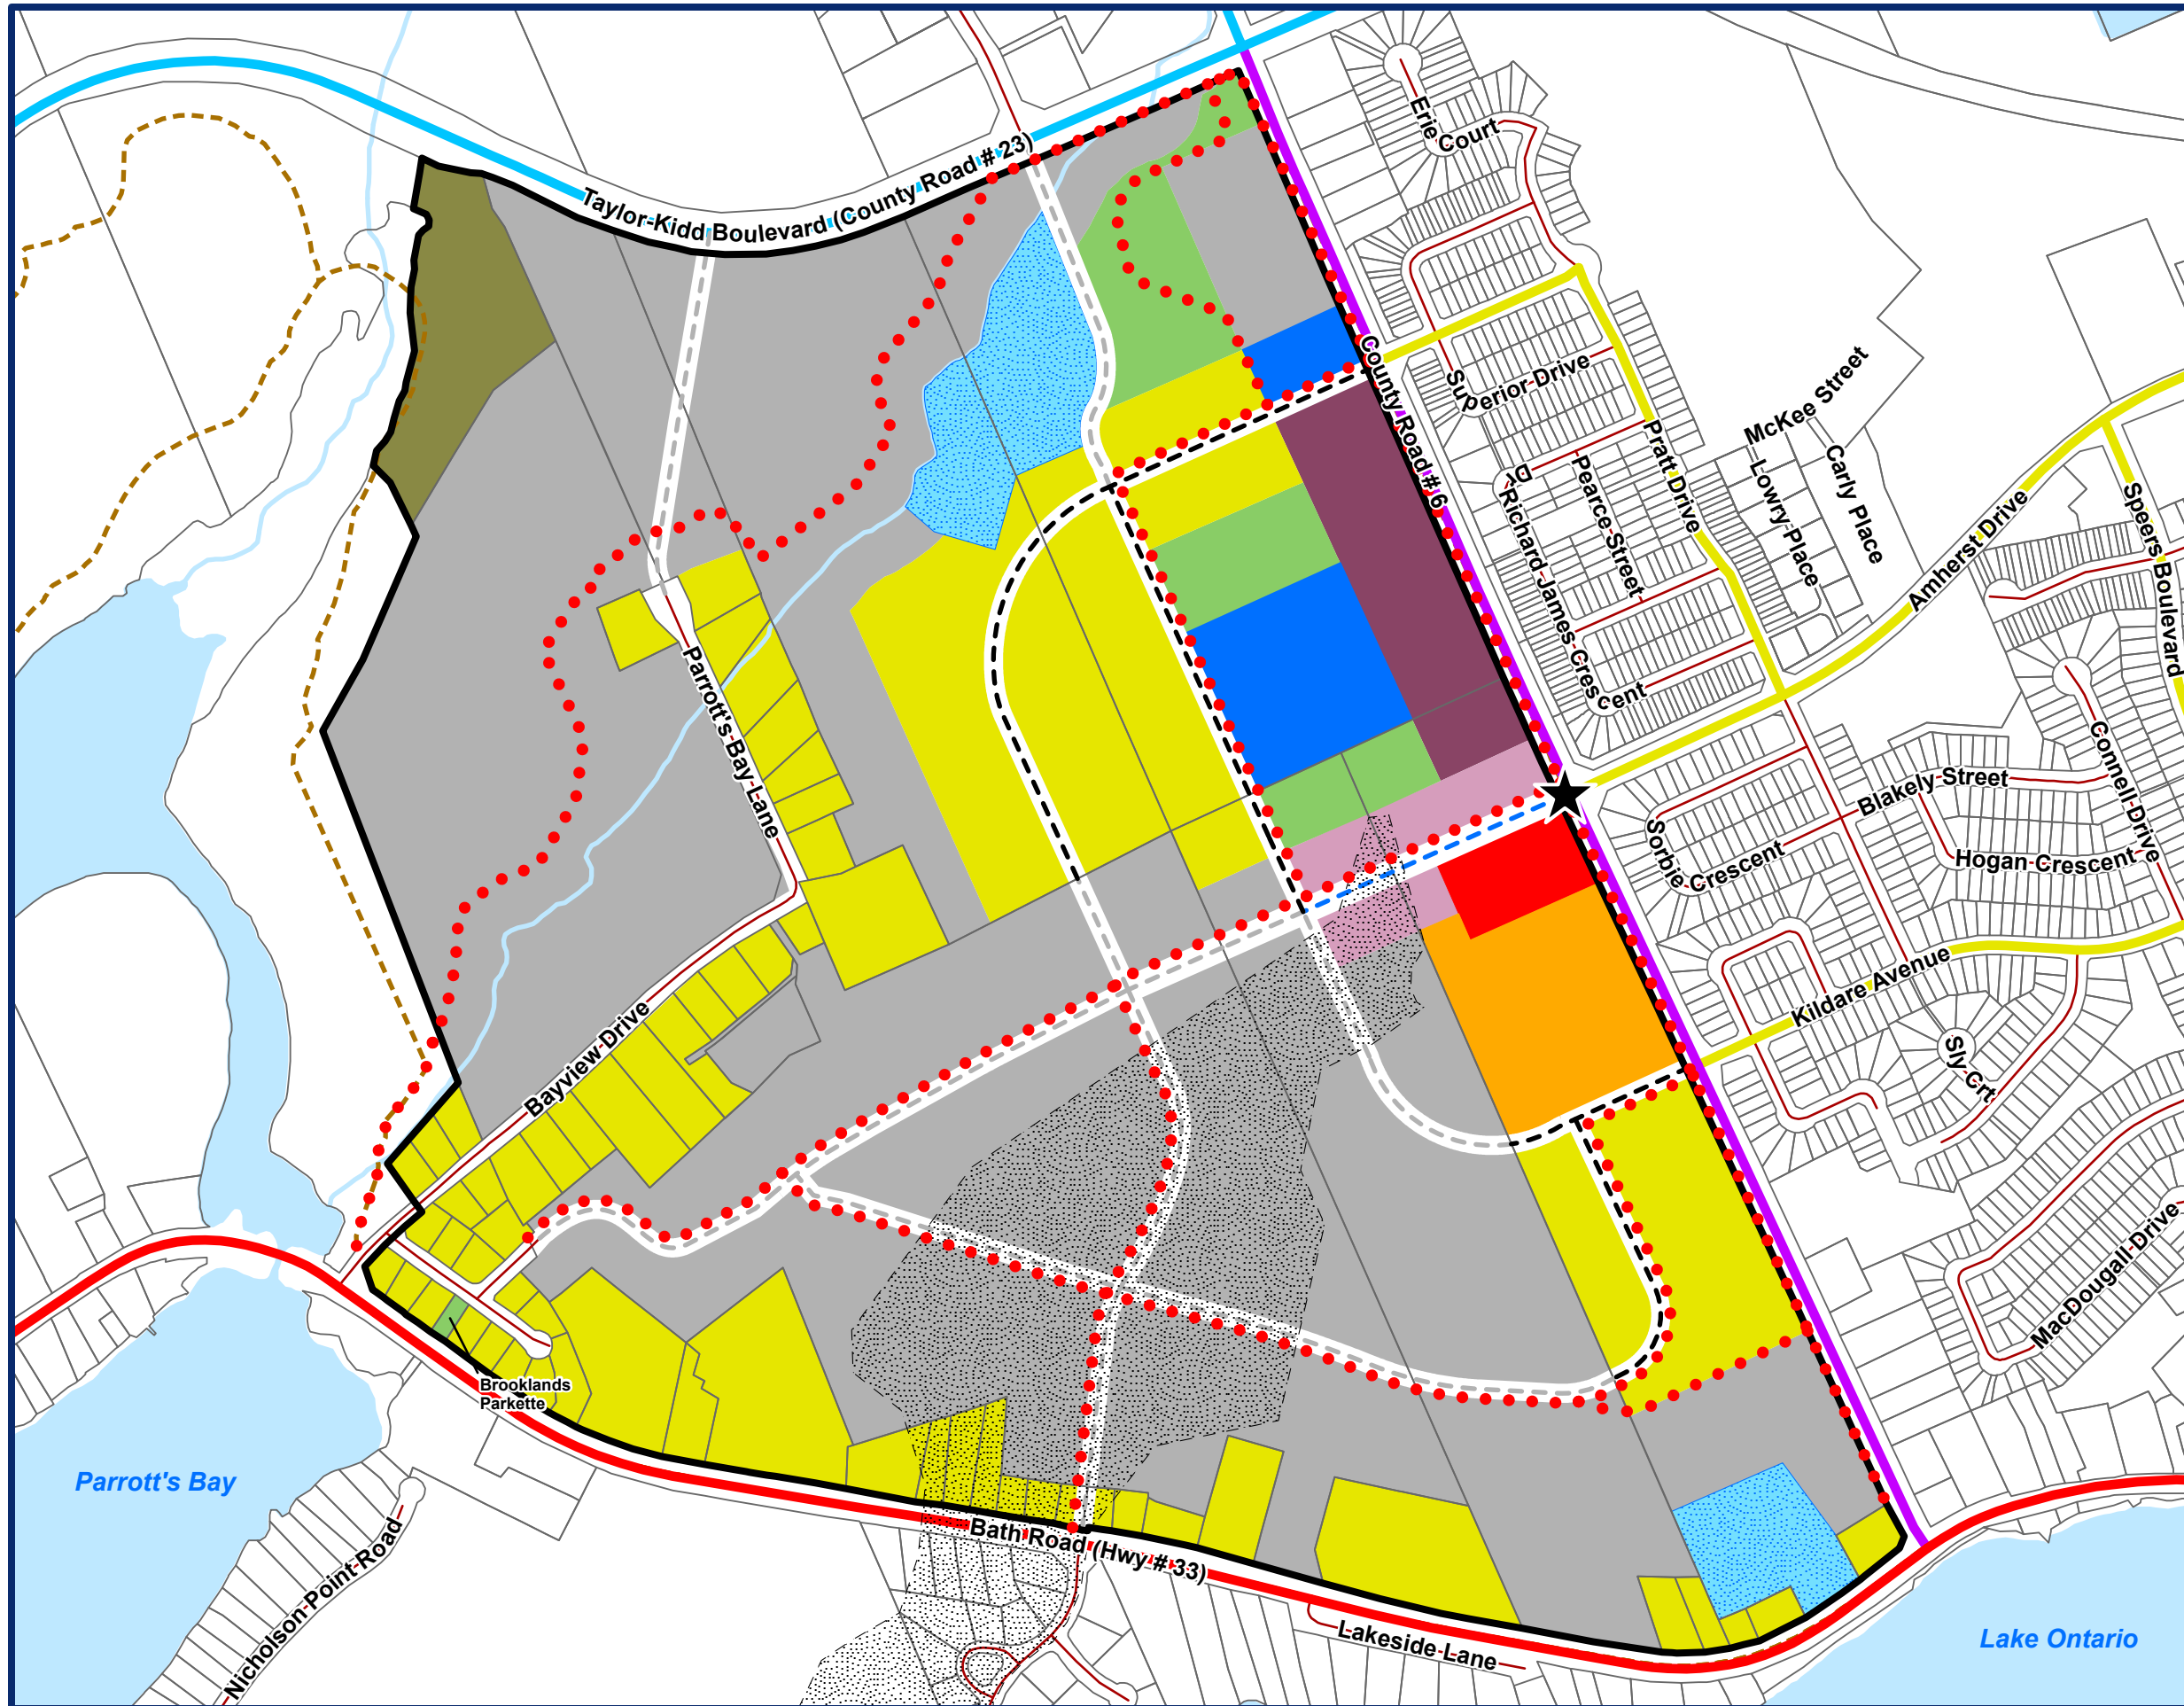 Erie Court
Taylor-Kidd Boulevard (County Road # 23)
County Road # 6
Superior Drive
McKee Street
Pratt Drive
Carly Place
Lowry Place
Pearce Street
Dr
Richard James Crescent
Speers Boulevard
Amherst Drive
Parrott's Bay Lane
Connell Drive
Blakely Street
Sorbie Crescent
Hogan Crescent
Kildare Avenue
Bayview Drive
Sly Crt
MacDougall Drive
Brooklands
Parkette
Parrott's Bay
Bath Road (Hwy # 33)
Nicholson Point Road
Lakeside Lane
Lake Ontario